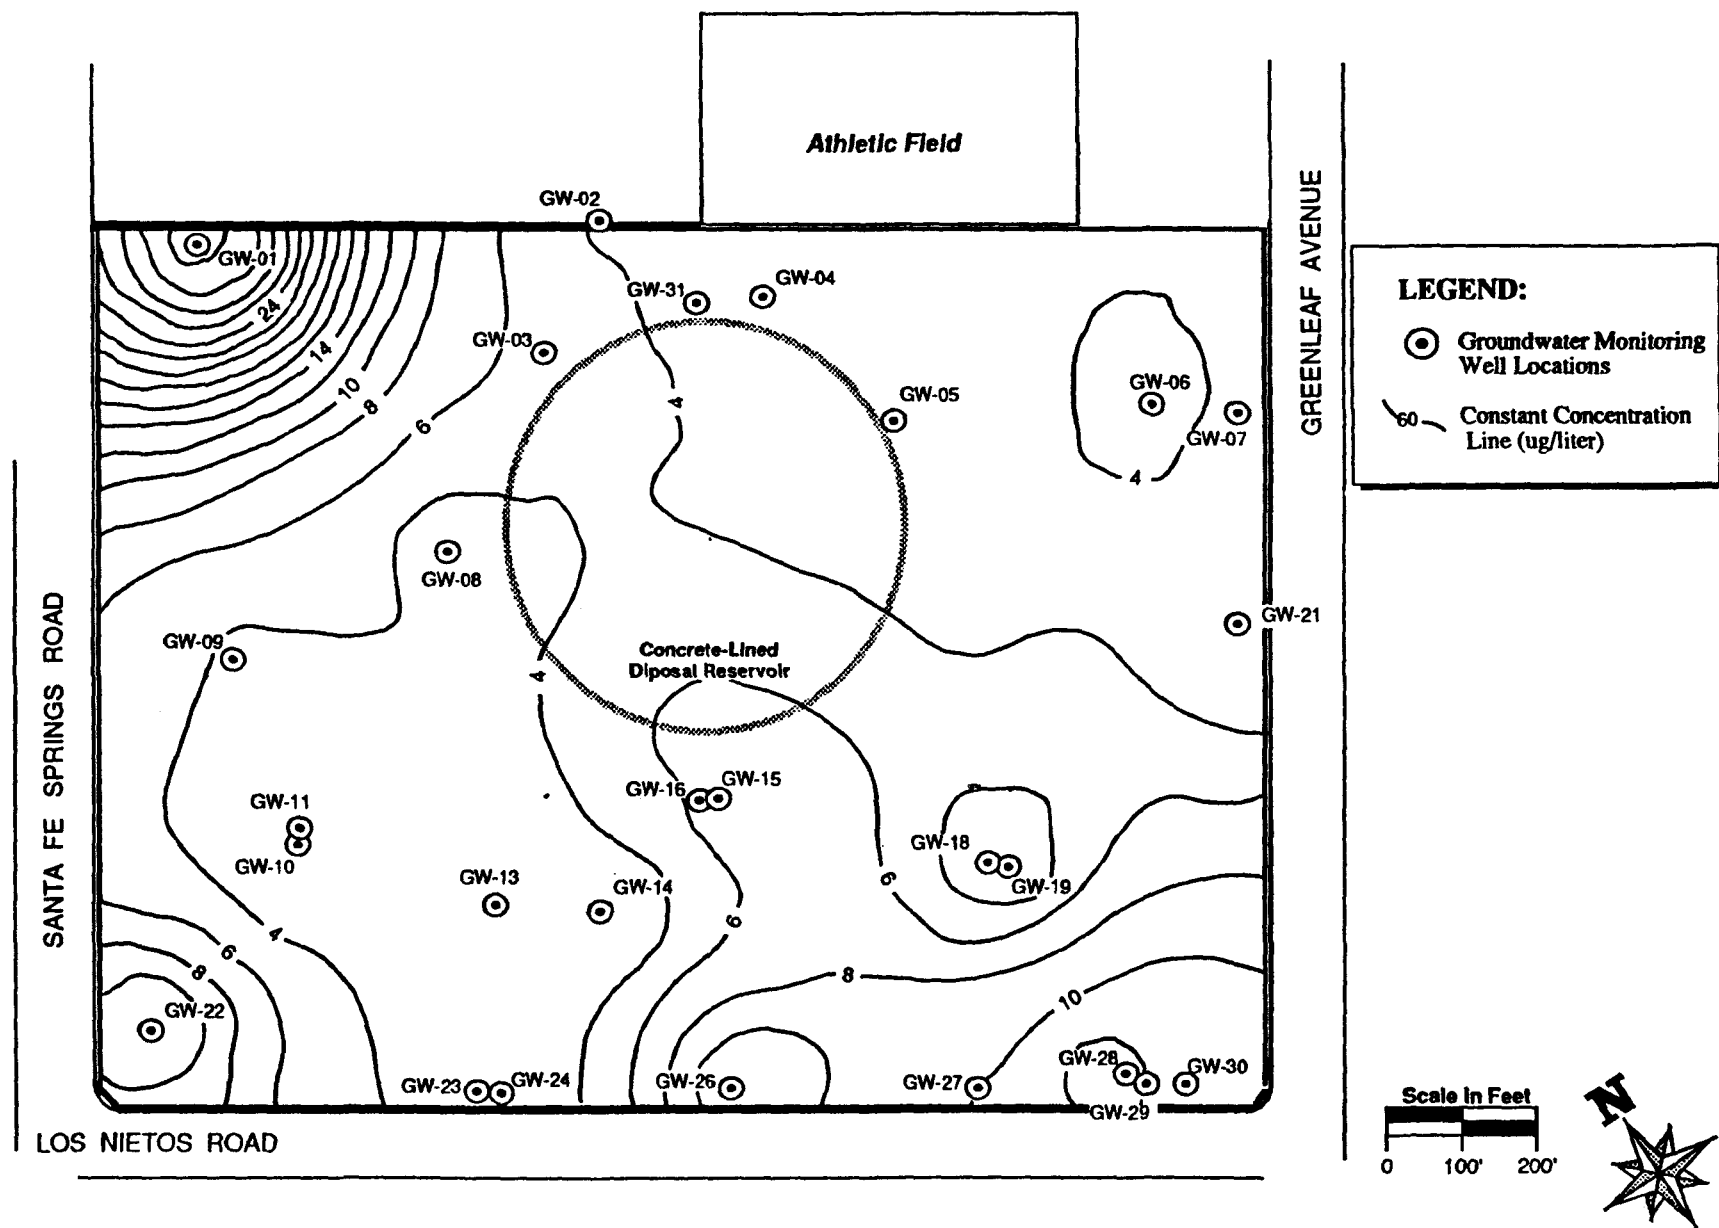 Athletic Field
GW-02
GREENLEAF AVENUE
GW-01
GW-04
GW-31
LEGEND:
24
GW-03
14
Groundwater Monitoring
Well Locations
10
8
4
GW-05
GW-06
60
Constant Concentration
Line (ug/liter)
6
GW-07
4
GW-08
SANTA FE SPRINGS ROAD
GW-21
GW-09
Concrete-Lined
Diposal Reservoir
4
GW-16
GW-15
GW-11
GW-18
GW-10
GW-13
GW-14
6
GW-19
6
4
6
8
8
10
GW-22
GW-28
GW-30
GW-23
GW-24
GW-26
GW-27
GW-29
Scale in Feet
0 100' 200'
N
LOS NIETOS ROAD